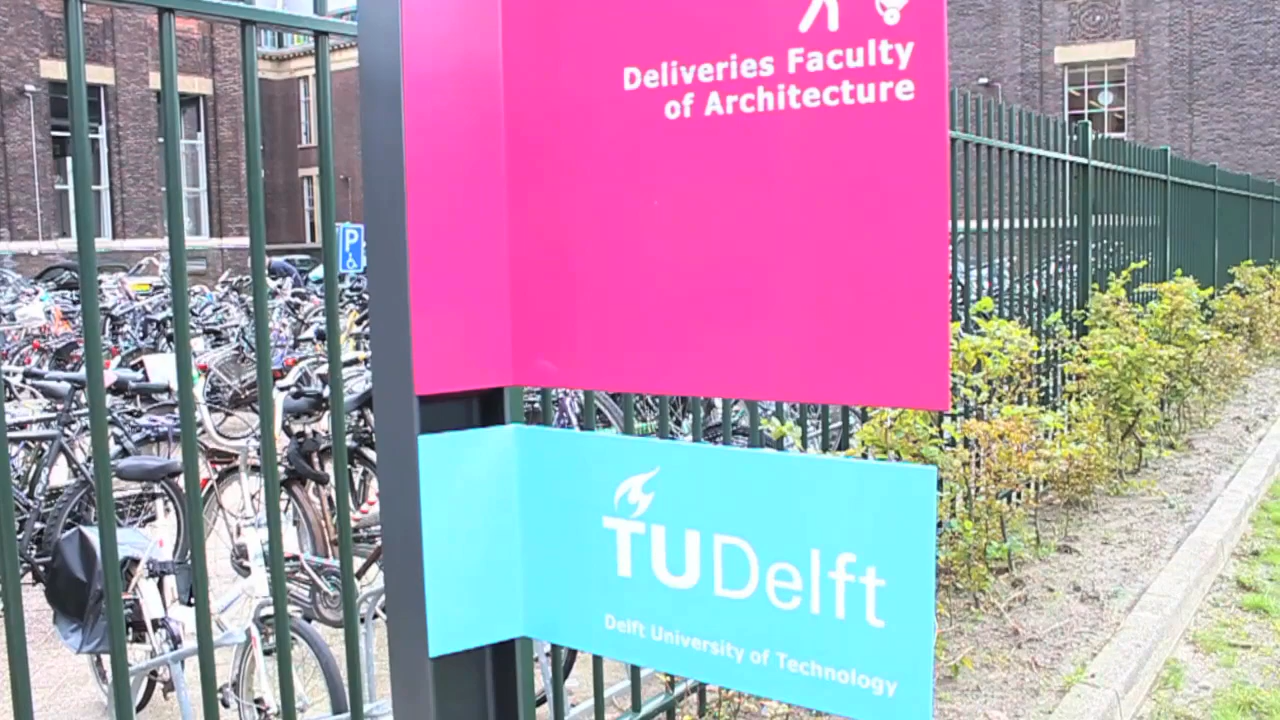 Deliveries Faculty
of Architecture
P
TUDelft
Delft University of Technology